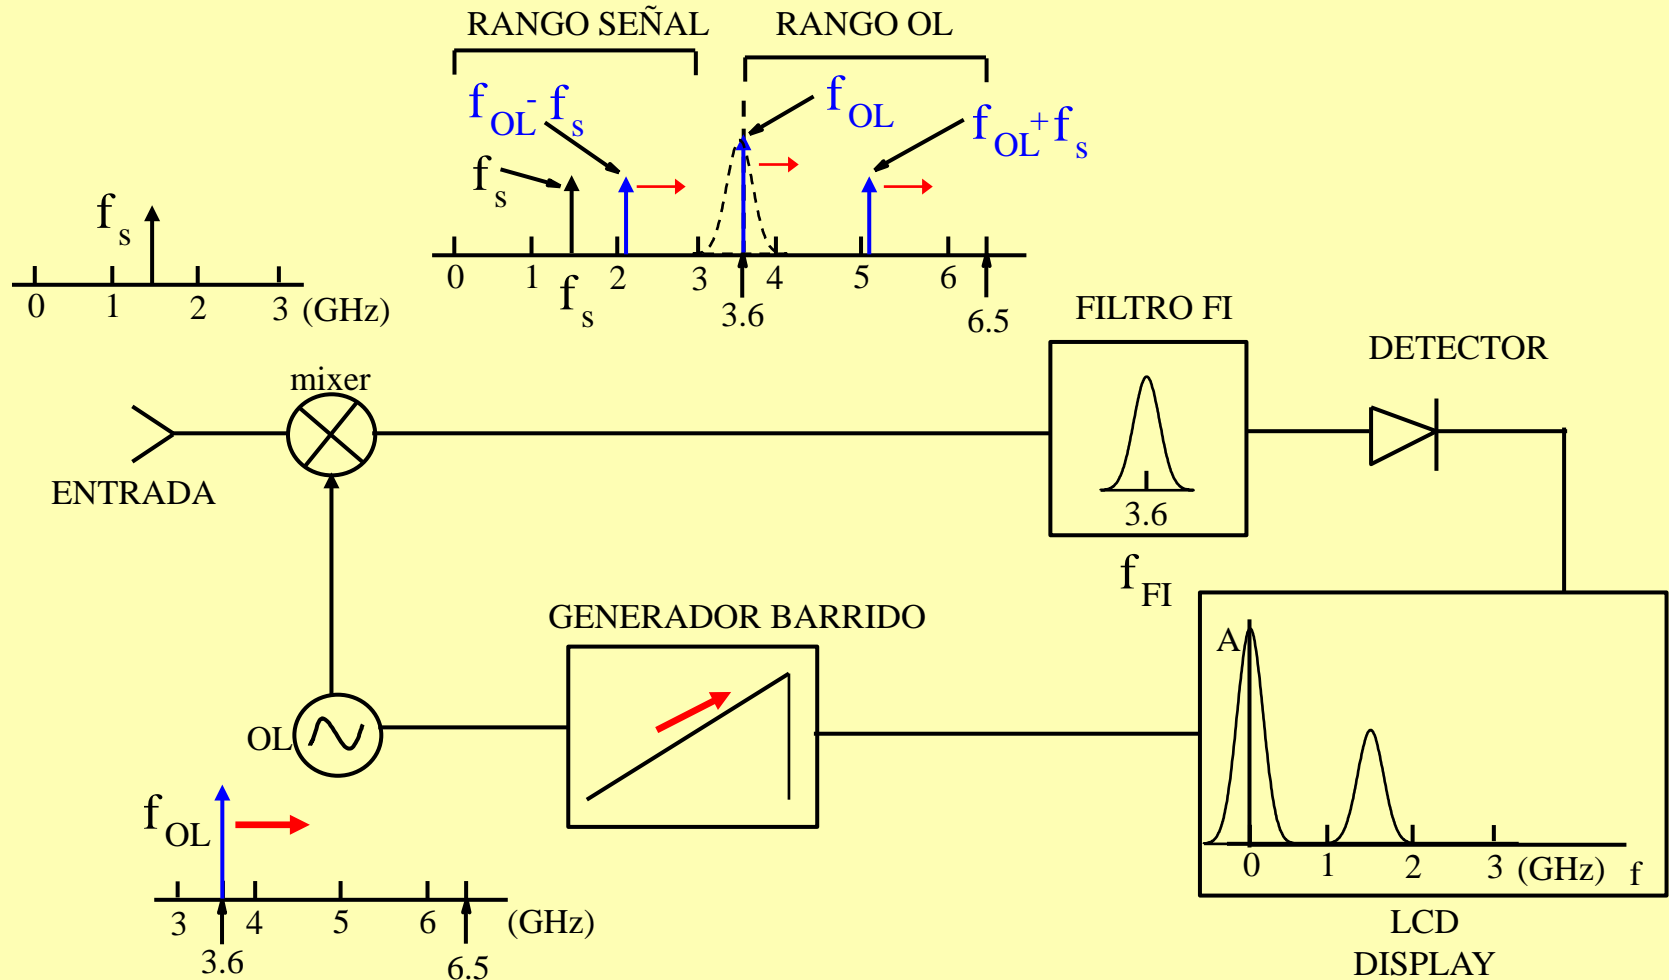 RANGO SEÑAL RANGO OL
f OL - f s
f OL
f OL + f s
f s
0 1 2 3 4 5 6
f s
3.6 6.5
f s
0 1 2 3 (GHz)
FILTRO FI
3.6
f FI
DETECTOR
mixer
ENTRADA
GENERADOR BARRIDO
OL
f OL
3 4 5 6 (GHz)
3.6 6.5
A
0 1 2 3 (GHz) f
LCD
DISPLAY